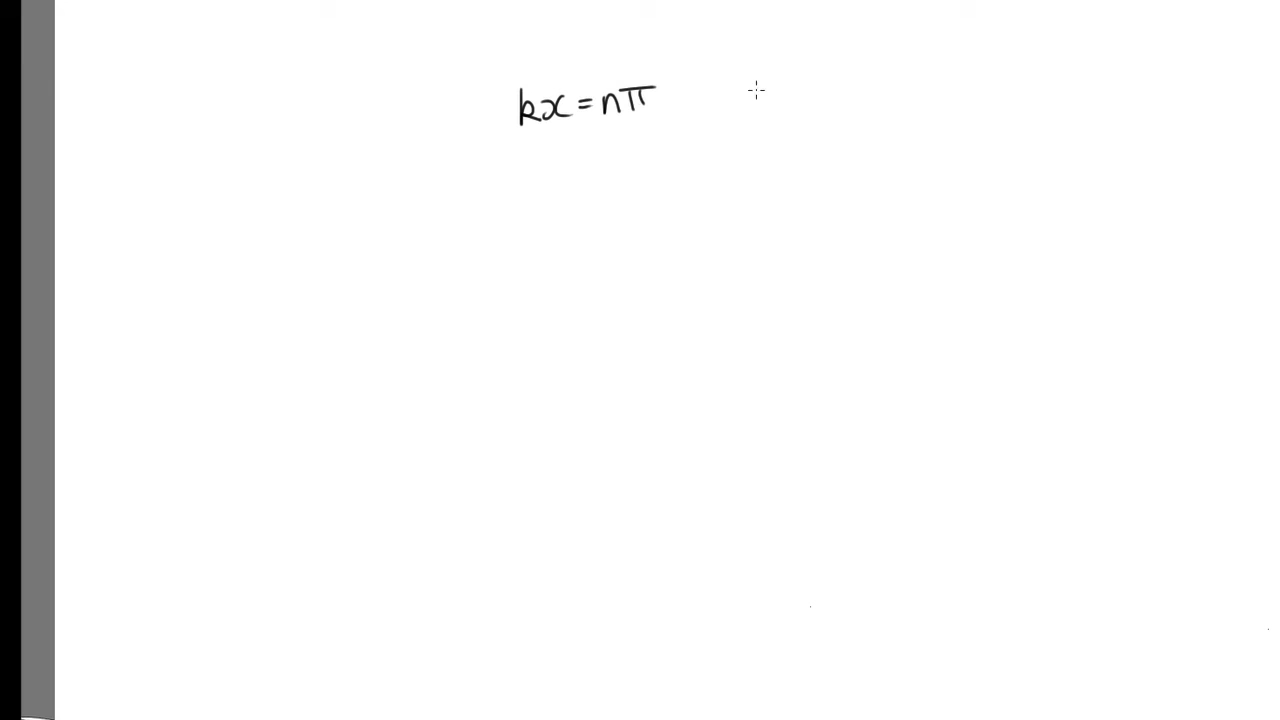 kx = nπ